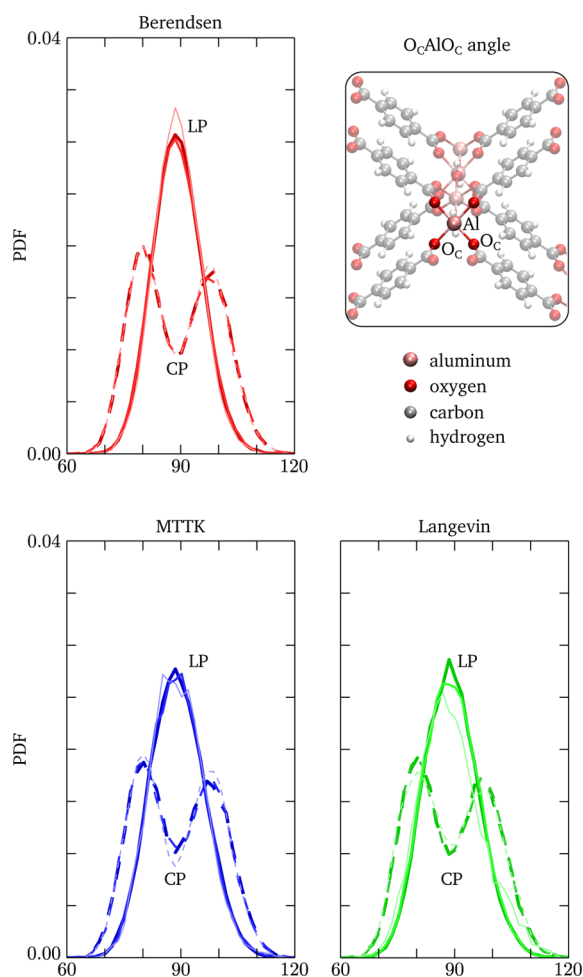 Berendsen
0.04
LP
PDF
CP
0.00
60 90 120
OCAlOC angle
Al
OC
OC
aluminum
oxygen
carbon
hydrogen
MTTK
0.04
LP
PDF
CP
0.00
60 90 120
Langevin
LP
CP
60 90 120